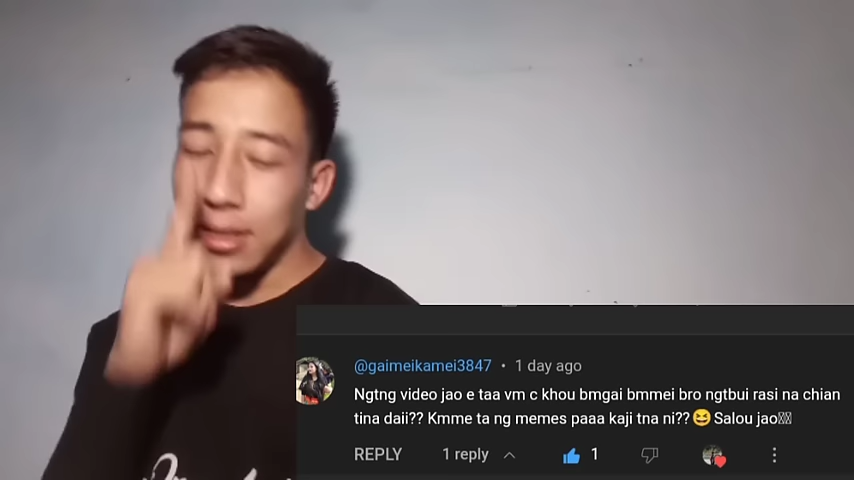 @gaimeikamei3847 • 1 day ago
Ngtng video jao e taa vm c khou bmgai bmmei bro ngtbui rasi na chian
tina daii?? Kmme ta ng memes paaa kaji tna ni??😆 Salou jao
REPLY 1 reply 1